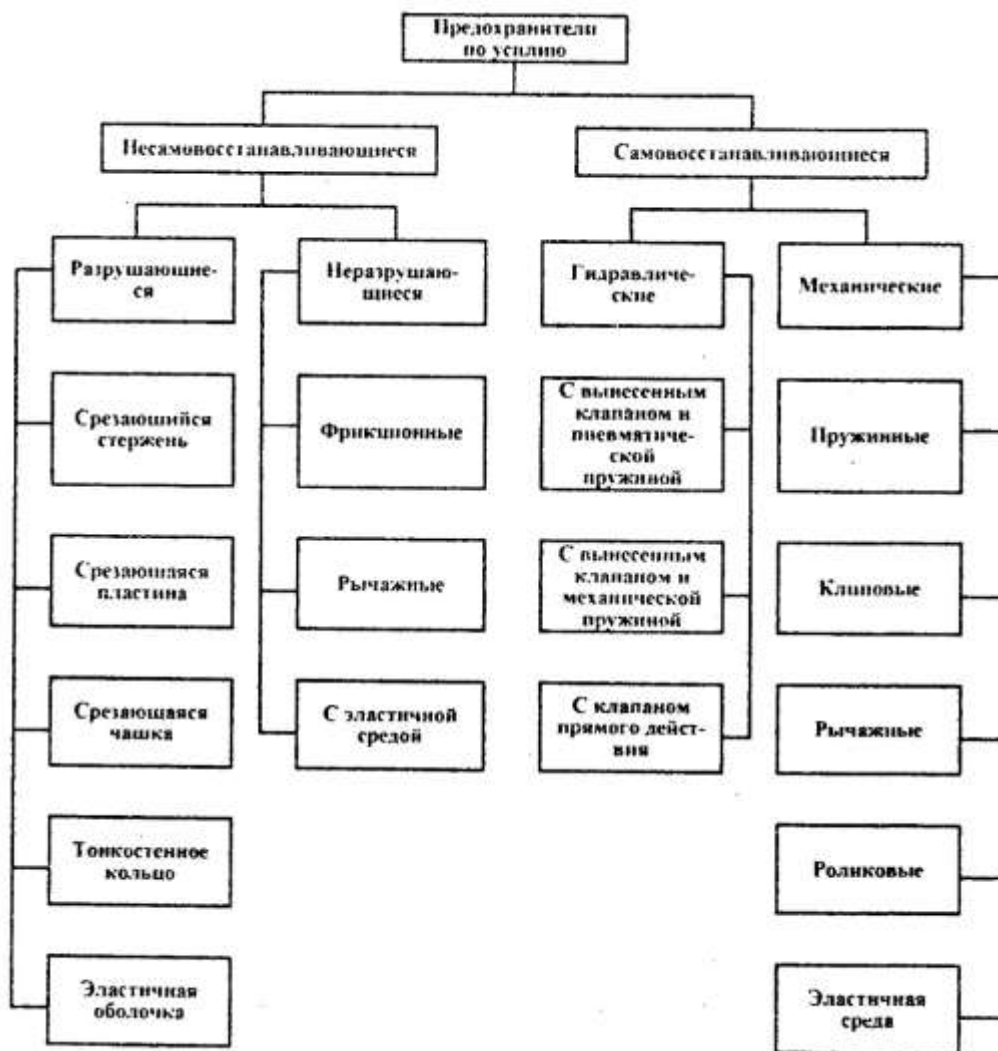 Предохранители
по усилию
Несамовосстанавливающиеся
Самовосстанавливающиеся
Разрушающие-
ся
Неразрушаю-
щиеся
Гидравличе-
ские
Механические
Срезающийся
стержень
Фрикционные
С вынесенным
клапаном и
пневматиче-
ской
пружиной
Пружинные
Срезающаяся
пластина
Рычажные
С вынесенным
клапаном и
механической
пружиной
Клиновые
Срезающаяся
чашка
С эластичной
средой
С клапаном
прямого дейст-
вия
Рычажные
Тонкостенное
кольцо
Роликовые
Эластичная
оболочка
Эластичная
среда